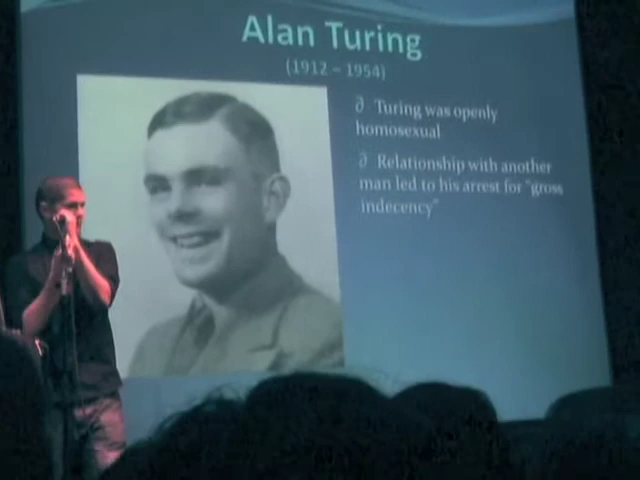 Alan Turing
(1912 – 1954)
∂ Turing was openly
homosexual
∂ Relationship with another
man led to his arrest for "gross
indecency"